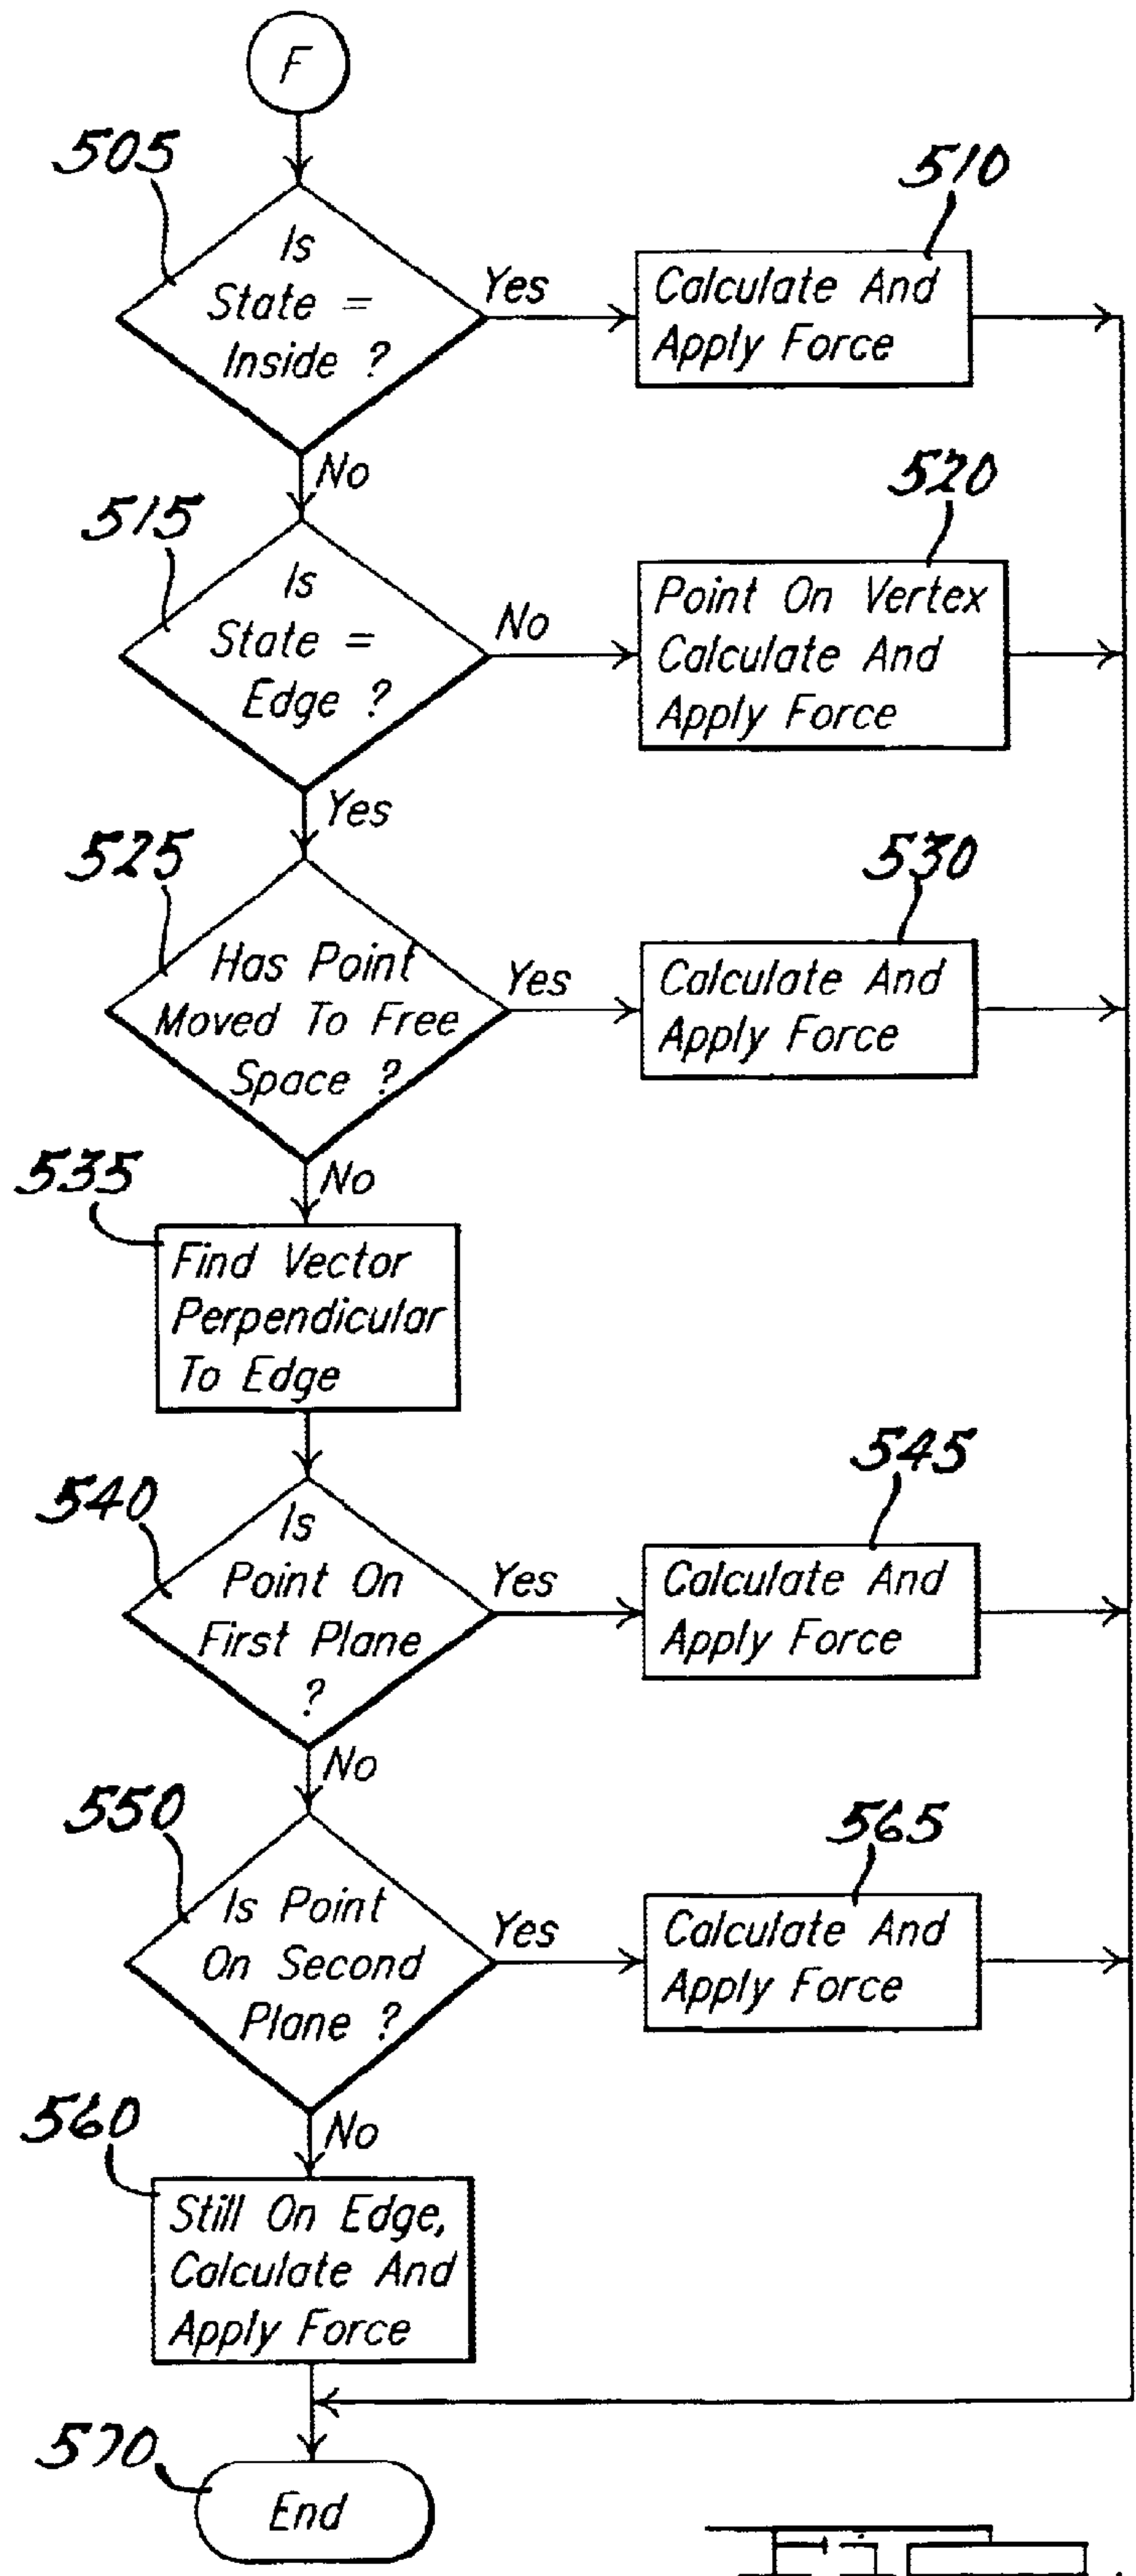 F
505
Is
State =
Inside ?
Yes
510
Calculate And
Apply Force
No
515
Is
State =
Edge ?
No
520
Point On Vertex
Calculate And
Apply Force
Yes
525
Has Point
Moved To Free
Space ?
Yes
530
Calculate And
Apply Force
No
535
Find Vector
Perpendicular
To Edge
540
Is
Point On
First Plane
?
Yes
545
Calculate And
Apply Force
No
550
Is Point
On Second
Plane ?
Yes
565
Calculate And
Apply Force
No
560
Still On Edge,
Calculate And
Apply Force
570
End